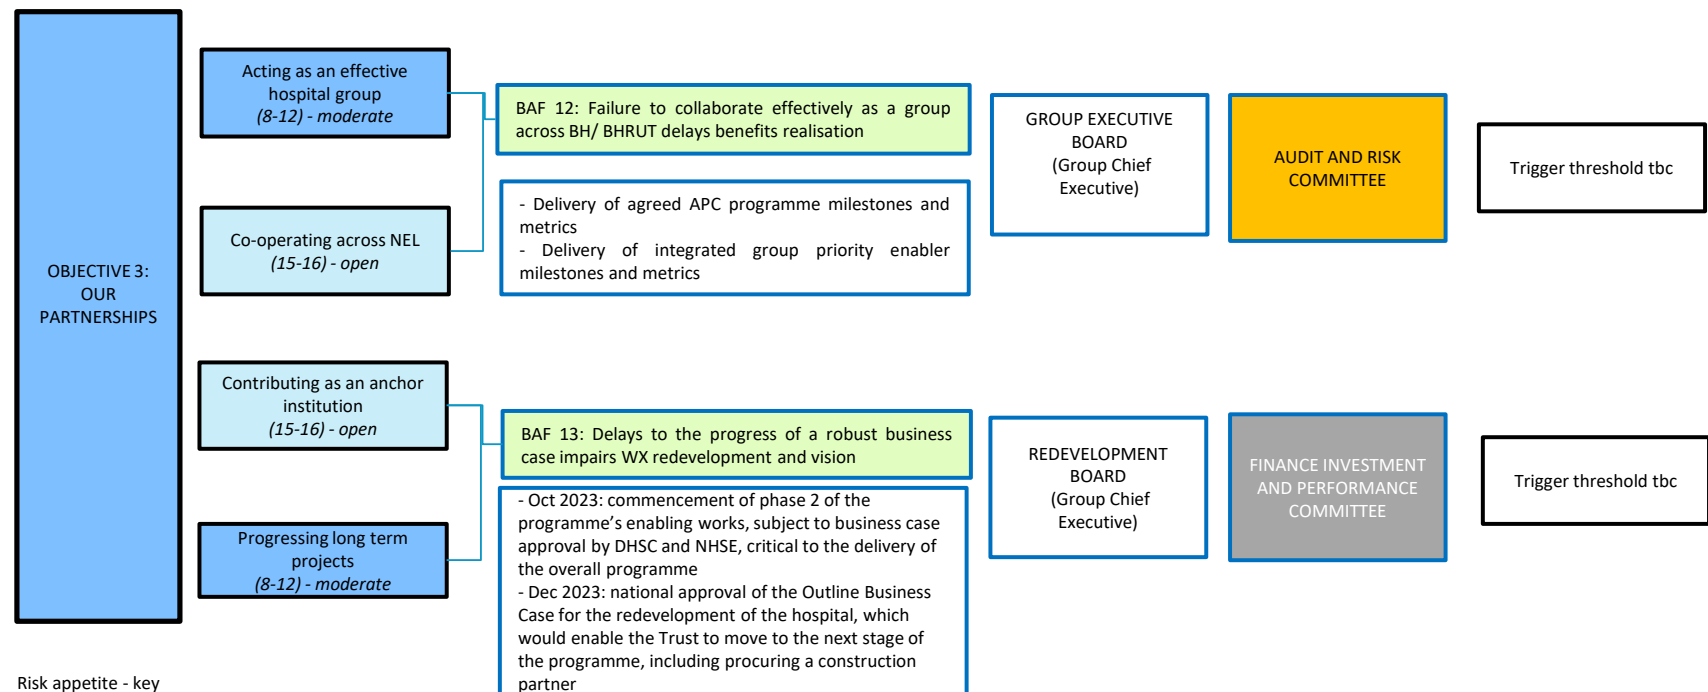 OBJECTIVE 3:
OUR
PARTNERSHIPS
Acting as an effective
hospital group
(8-12) - moderate
Co-operating across NEL
(15-16) - open
BAF 12: Failure to collaborate effectively as a group
across BH/ BHRUT delays benefits realisation
- Delivery of agreed APC programme milestones and
metrics
- Delivery of integrated group priority enabler
milestones and metrics
GROUP EXECUTIVE
BOARD
(Group Chief
Executive)
AUDIT AND RISK
COMMITTEE
Trigger threshold tbc
Contributing as an anchor
institution
(15-16) - open
Progressing long term
projects
(8-12) - moderate
BAF 13: Delays to the progress of a robust business
case impairs WX redevelopment and vision
- Oct 2023: commencement of phase 2 of the
programme’s enabling works, subject to business case
approval by DHSC and NHSE, critical to the delivery of
the overall programme
- Dec 2023: national approval of the Outline Business
Case for the redevelopment of the hospital, which
would enable the Trust to move to the next stage of
the programme, including procuring a construction
partner
REDEVELOPMENT
BOARD
(Group Chief
Executive)
FINANCE INVESTMENT
AND PERFORMANCE
COMMITTEE
Trigger threshold tbc
Risk appetite - key